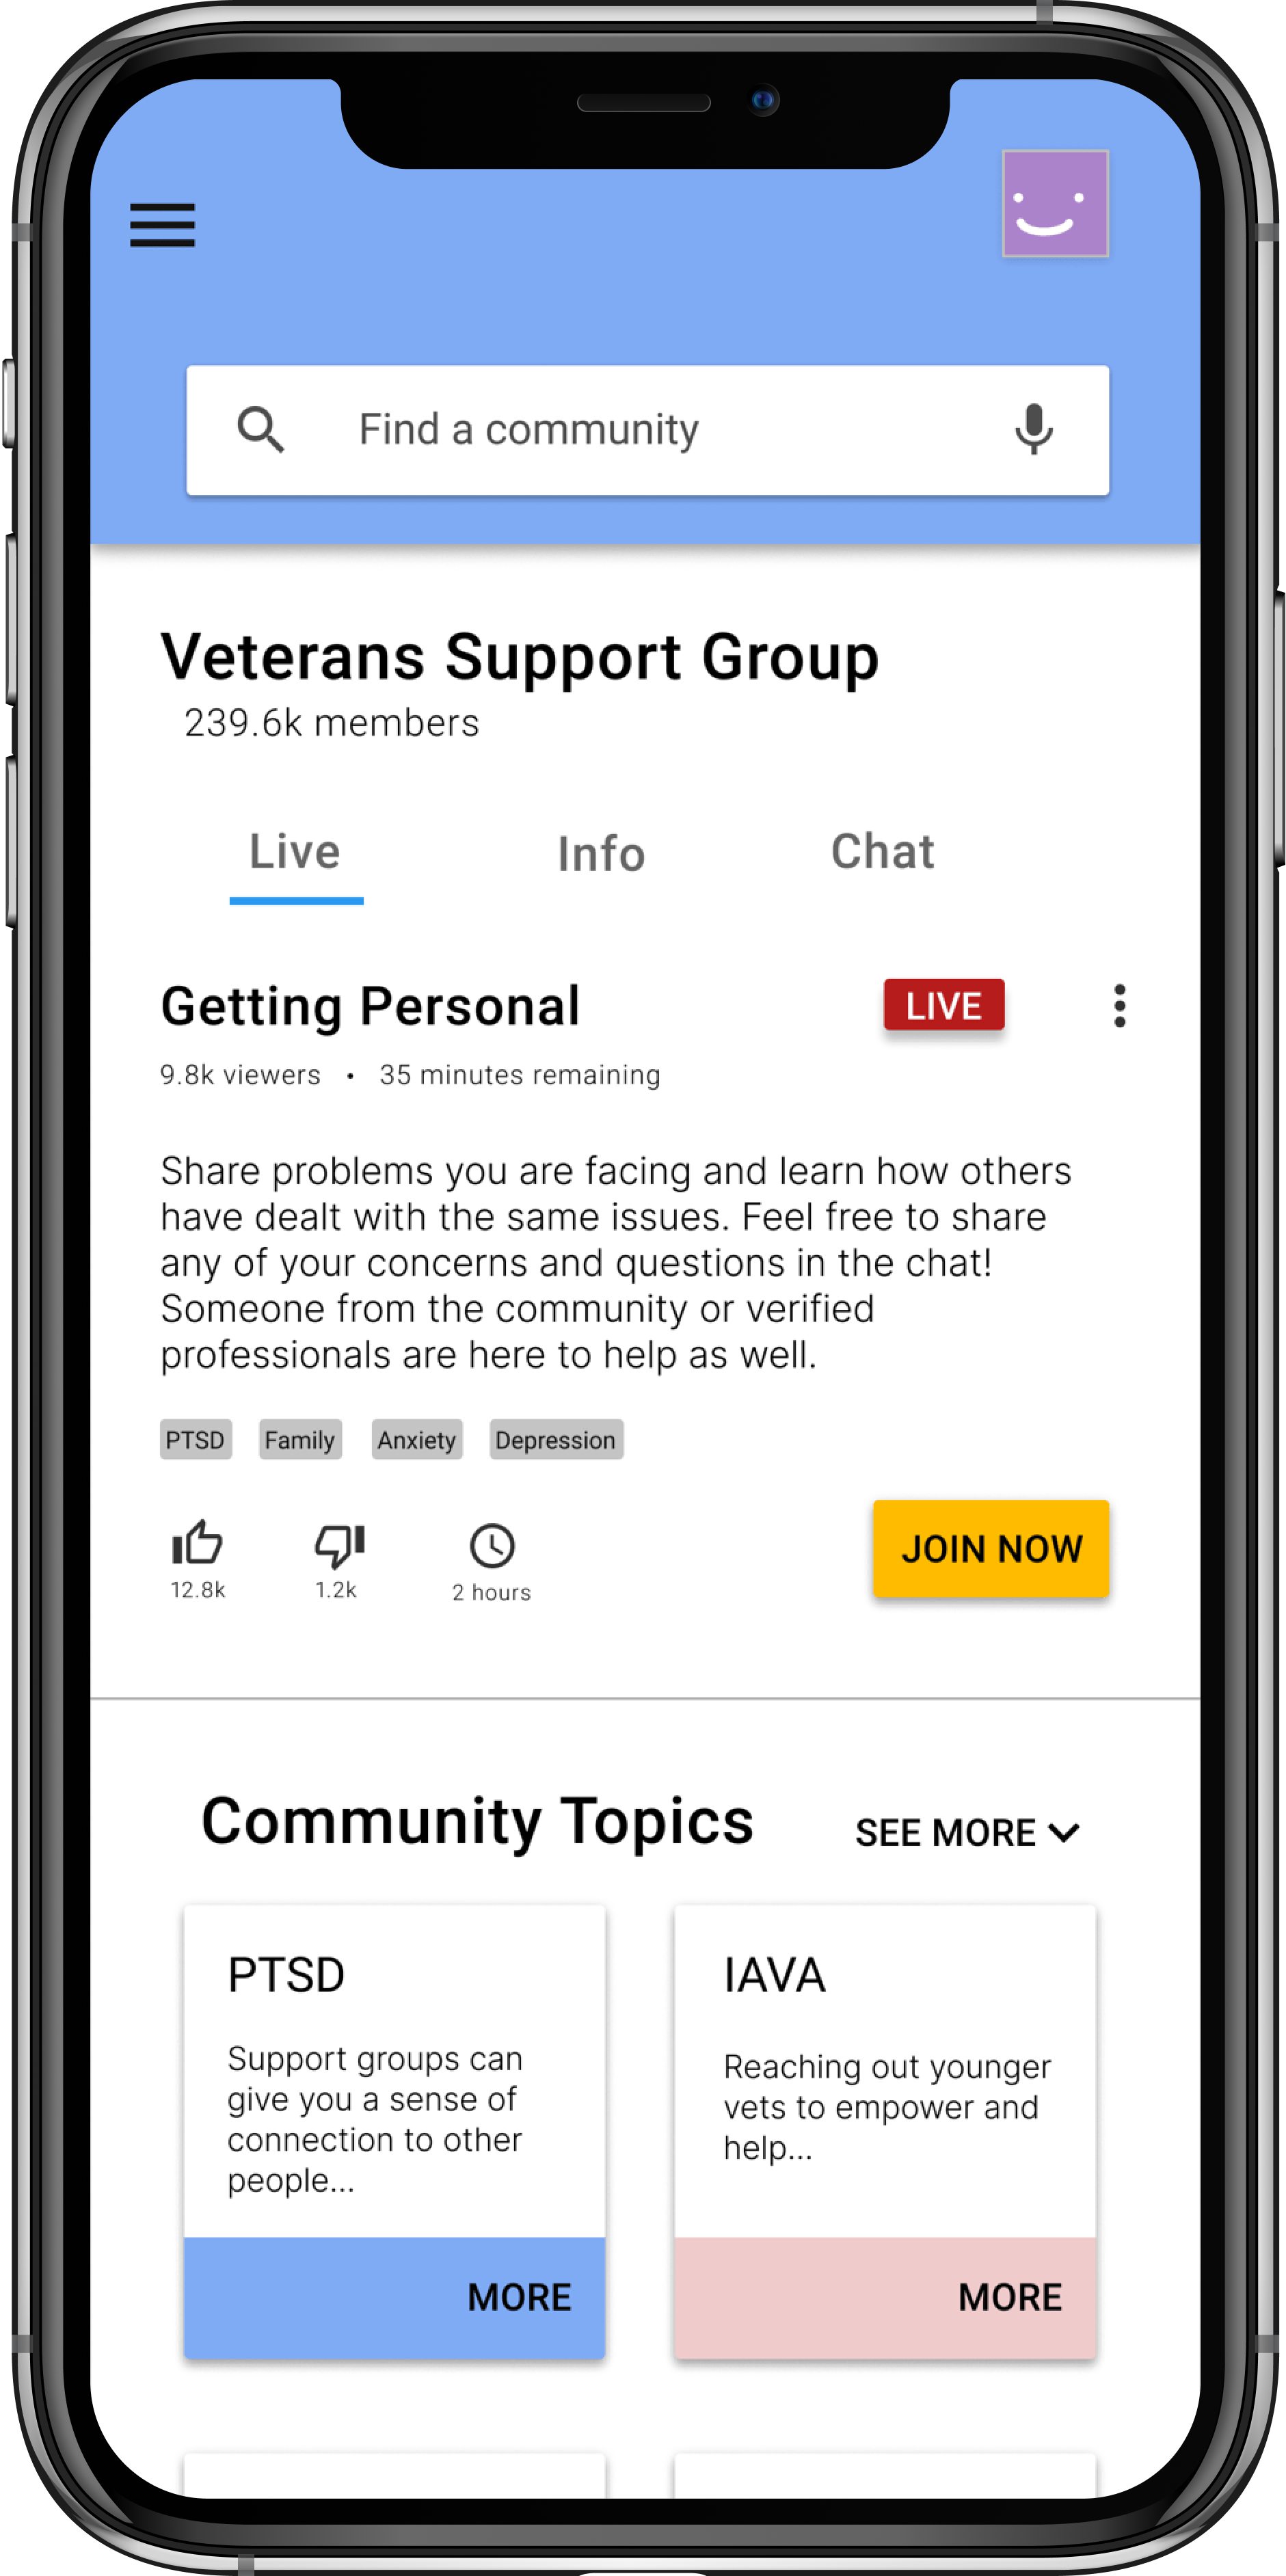 Find a community
Veterans Support Group
239.6k members
Live Info Chat
Getting Personal LIVE
9.8k viewers • 35 minutes remaining
Share problems you are facing and learn how others
have dealt with the same issues. Feel free to share
any of your concerns and questions in the chat!
Someone from the community or verified
professionals are here to help as well.
PTSD Family Anxiety Depression
12.8k 1.2k 2 hours
JOIN NOW
Community Topics SEE MORE
PTSD
Support groups can
give you a sense of
connection to other
people...
MORE
IAVA
Reaching out younger
vets to empower and
help...
MORE